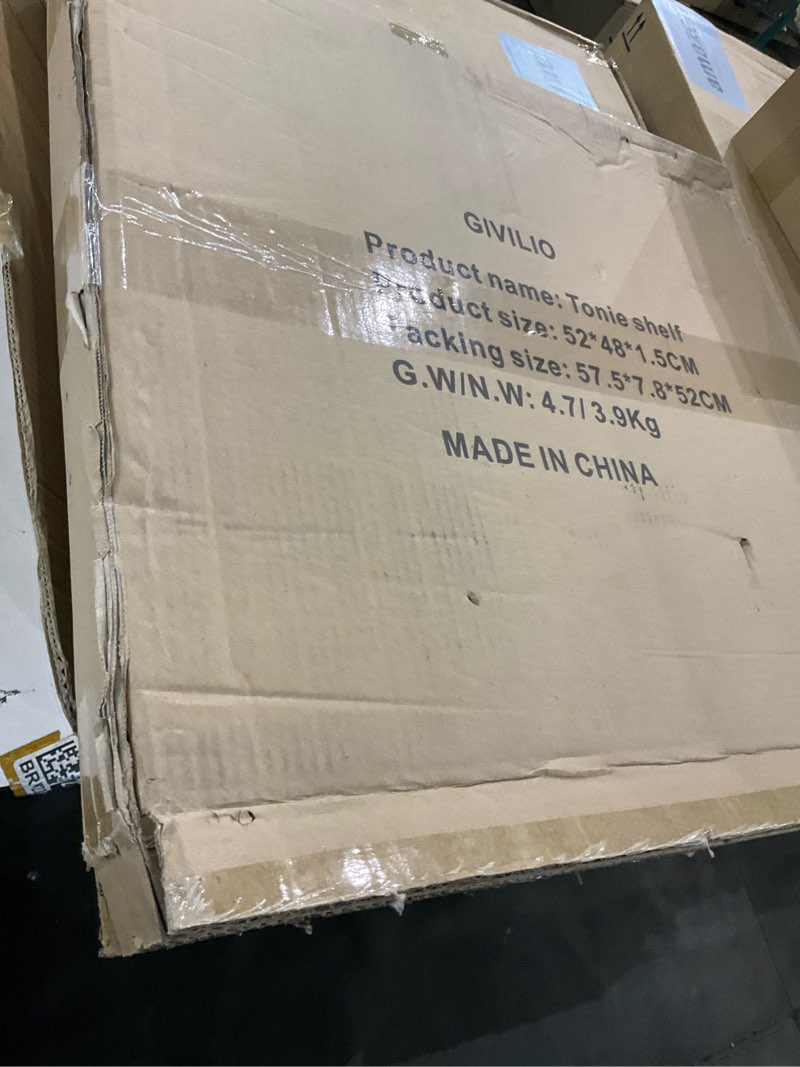 amazon
GIVILIO
Product name: Tonie shelf
Product size: 52*48*1.5CM
Packing size: 57.5*7.8*52CM
G.W/N.W: 4.7/3.9Kg
MADE IN CHINA